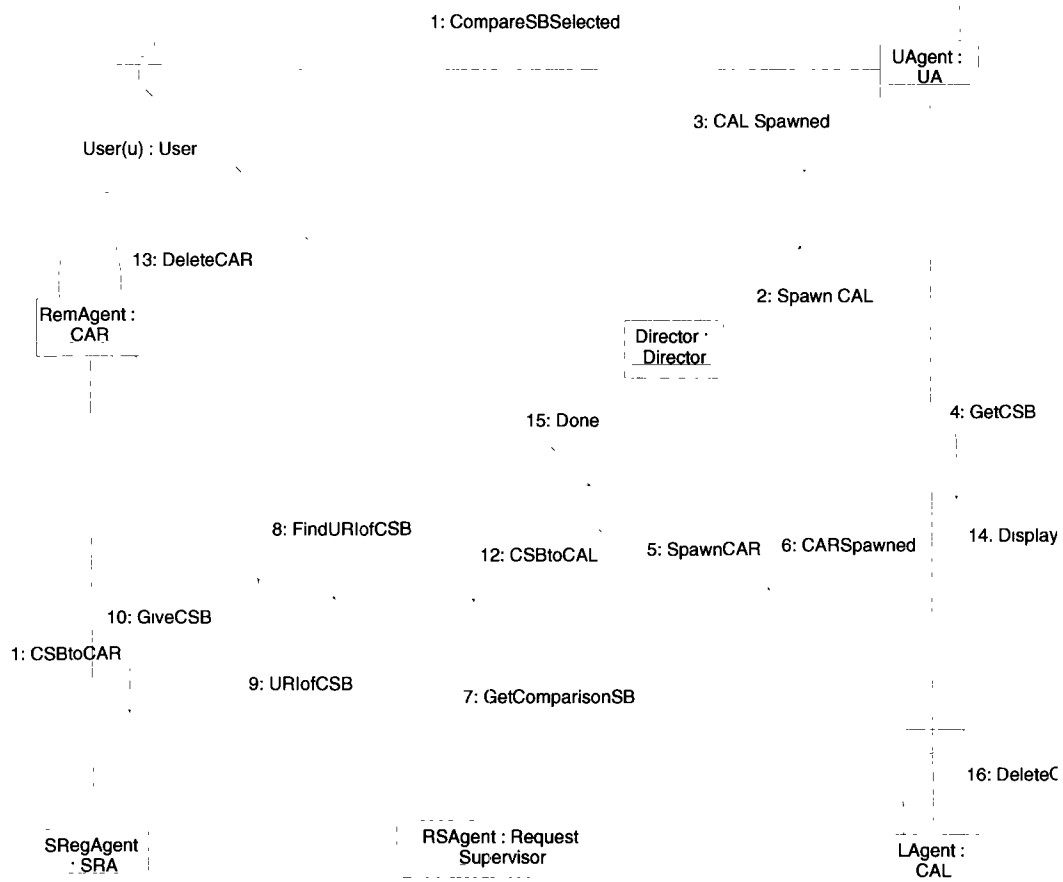 1: CompareSBSelected
UAgent :
UA
3: CAL Spawned
User(u) : User
13: DeleteCAR
2: Spawn CAL
RemAgent :
CAR
Director :
Director
15: Done
4: GetCSB
8: FindURIofCSB
12: CSBtoCAL
5: SpawnCAR
6: CARSpawned
14. Display
10: GiveCSB
1: CSBtoCAR
9: URIofCSB
7: GetComparisonSB
16: DeleteC
SRegAgent
: SRA
RSAgent : Request
Supervisor
LAgent :
CAL